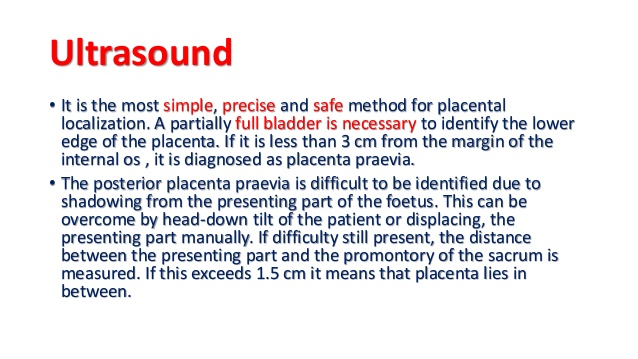 Ultrasound
• It is the most simple, precise and safe method for placental
localization. A partially full bladder is necessary to identify the lower
edge of the placenta. If it is less than 3 cm from the margin of the
internal os , it is diagnosed as placenta praevia.
• The posterior placenta praevia is difficult to be identified due to
shadowing from the presenting part of the foetus. This can be
overcome by head-down tilt of the patient or displacing, the
presenting part manually. If difficulty still present, the distance
between the presenting part and the promontory of the sacrum is
measured. If this exceeds 1.5 cm it means that placenta lies in
between.